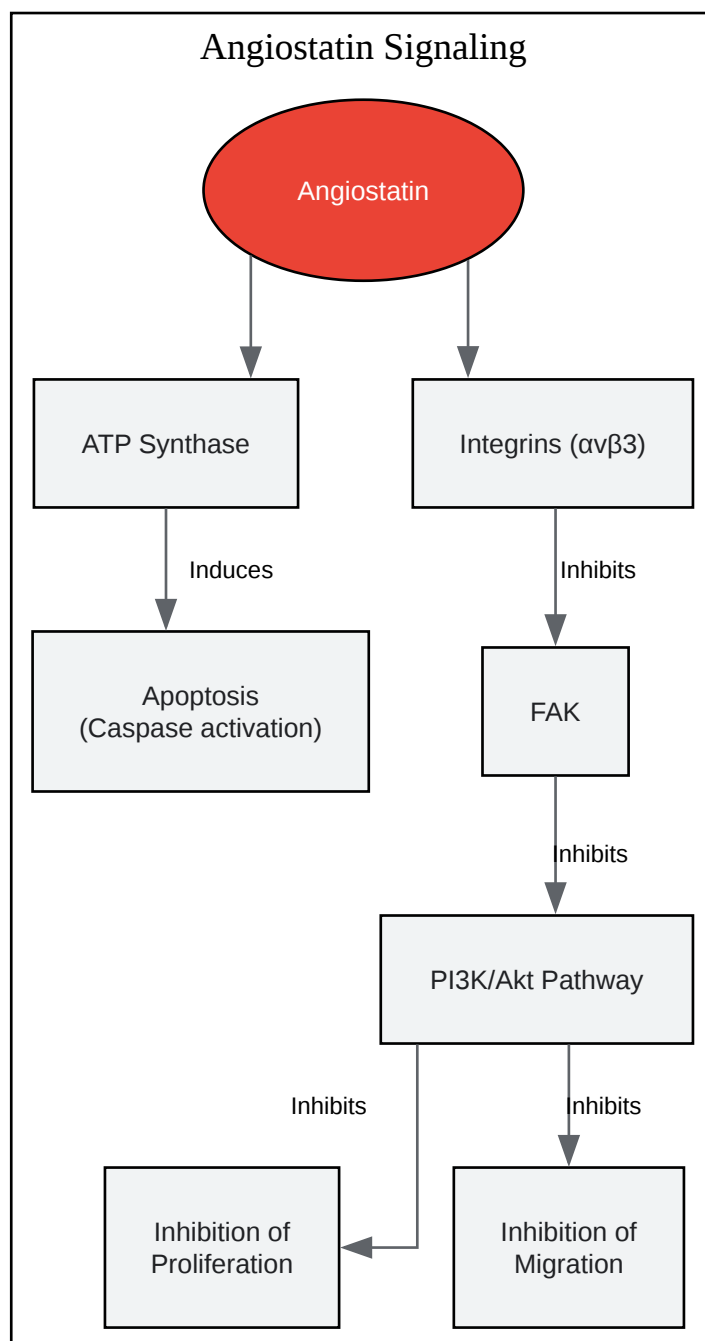 Angiostatin Signaling
Angiostatin
ATP Synthase
Integrins (αvβ3)
Induces
Inhibits
Apoptosis
(Caspase activation)
FAK
Inhibits
PI3K/Akt Pathway
Inhibits
Inhibits
Inhibition of
Proliferation
Inhibition of
Migration